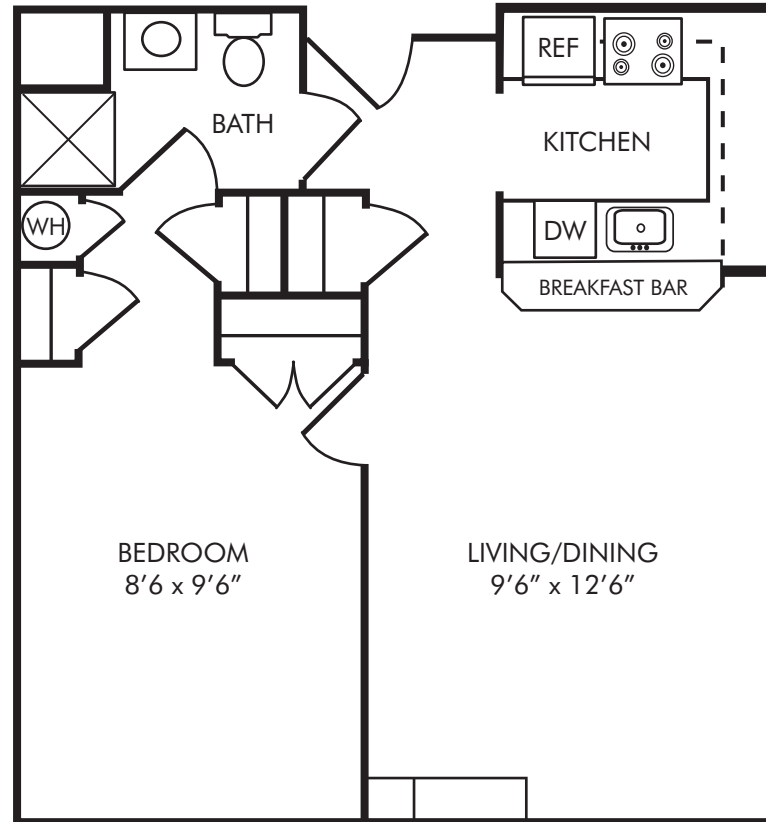 REF
BATH
KITCHEN
WH
DW
BREAKFAST BAR
BEDROOM
8’6 x 9’6”
LIVING/DINING
9’6” x 12’6”